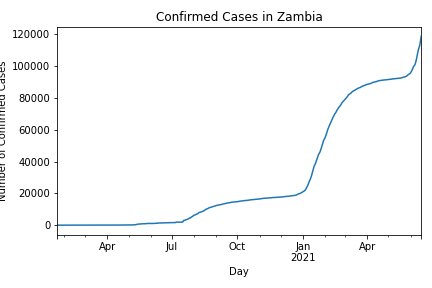 Confirmed Cases in Zambia
120000
100000
80000
60000
40000
20000
0
Number of Confirmed Cases
Apr
Jul
Oct
Jan
2021
Apr
Day